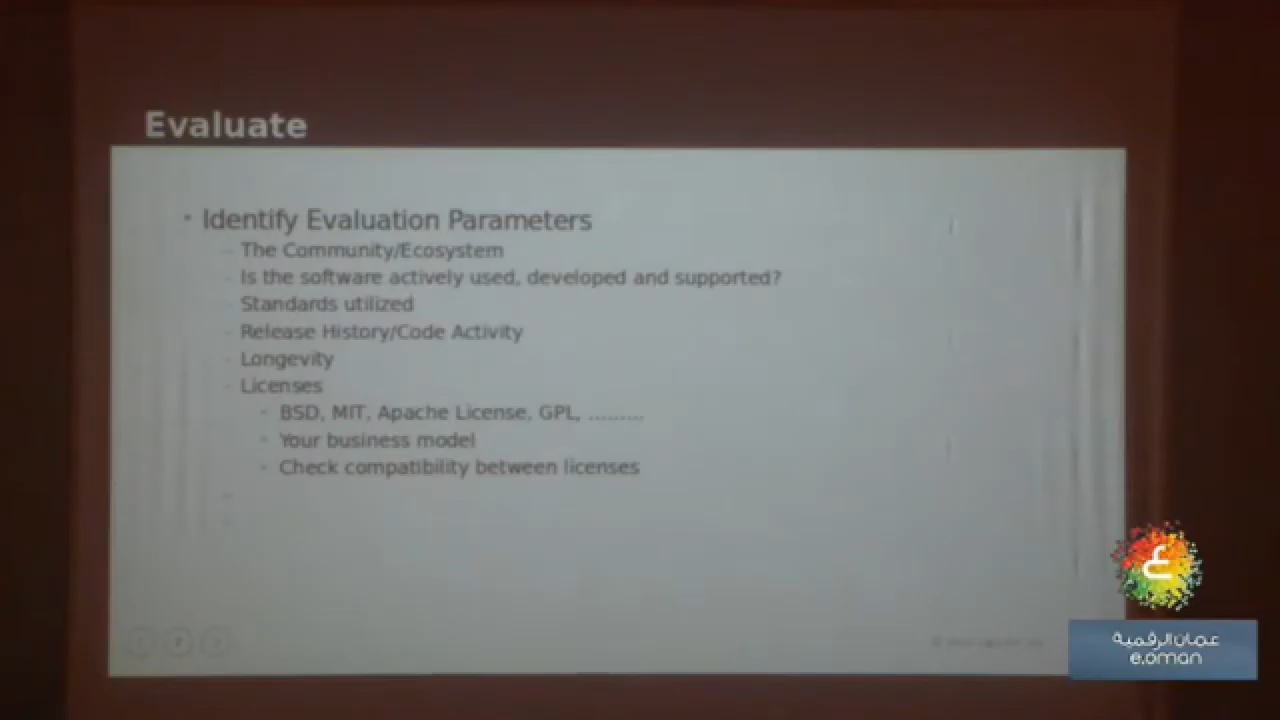 Evaluate
• Identify Evaluation Parameters
– The Community/Ecosystem
– Is the software actively used, developed and supported?
– Standards utilized
– Release History/Code Activity
– Longevity
– Licenses
• BSD, MIT, Apache License, GPL, .........
• Your business model
• Check compatibility between licenses
ع
عمان الرقمية
e.oman